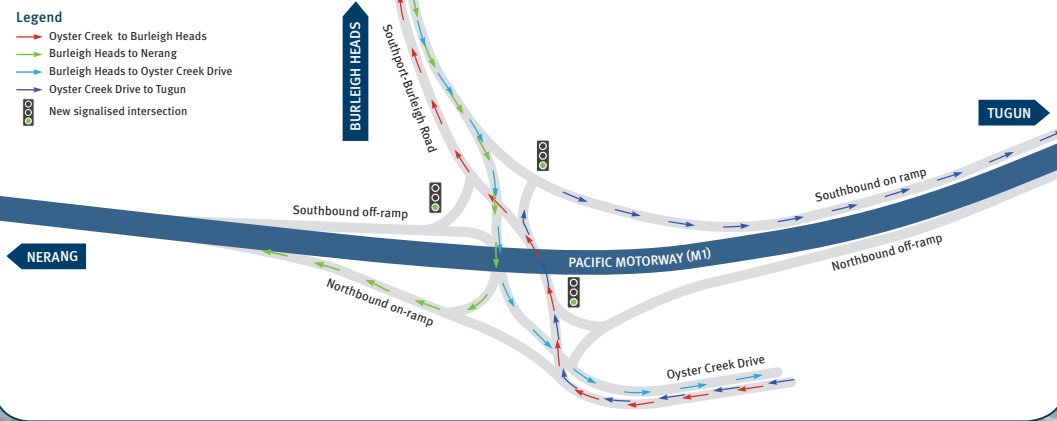 Legend
Oyster Creek to Burleigh Heads
Burleigh Heads to Nerang
Burleigh Heads to Oyster Creek Drive
Oyster Creek Drive to Tugun
New signalised intersection
BURLEIGH HEADS
Southport-Burleigh Road
TUGUN
Southbound on ramp
Southbound off-ramp
NERANG
PACIFIC MOTORWAY (M1)
Northbound off-ramp
Northbound on-ramp
Oyster Creek Drive